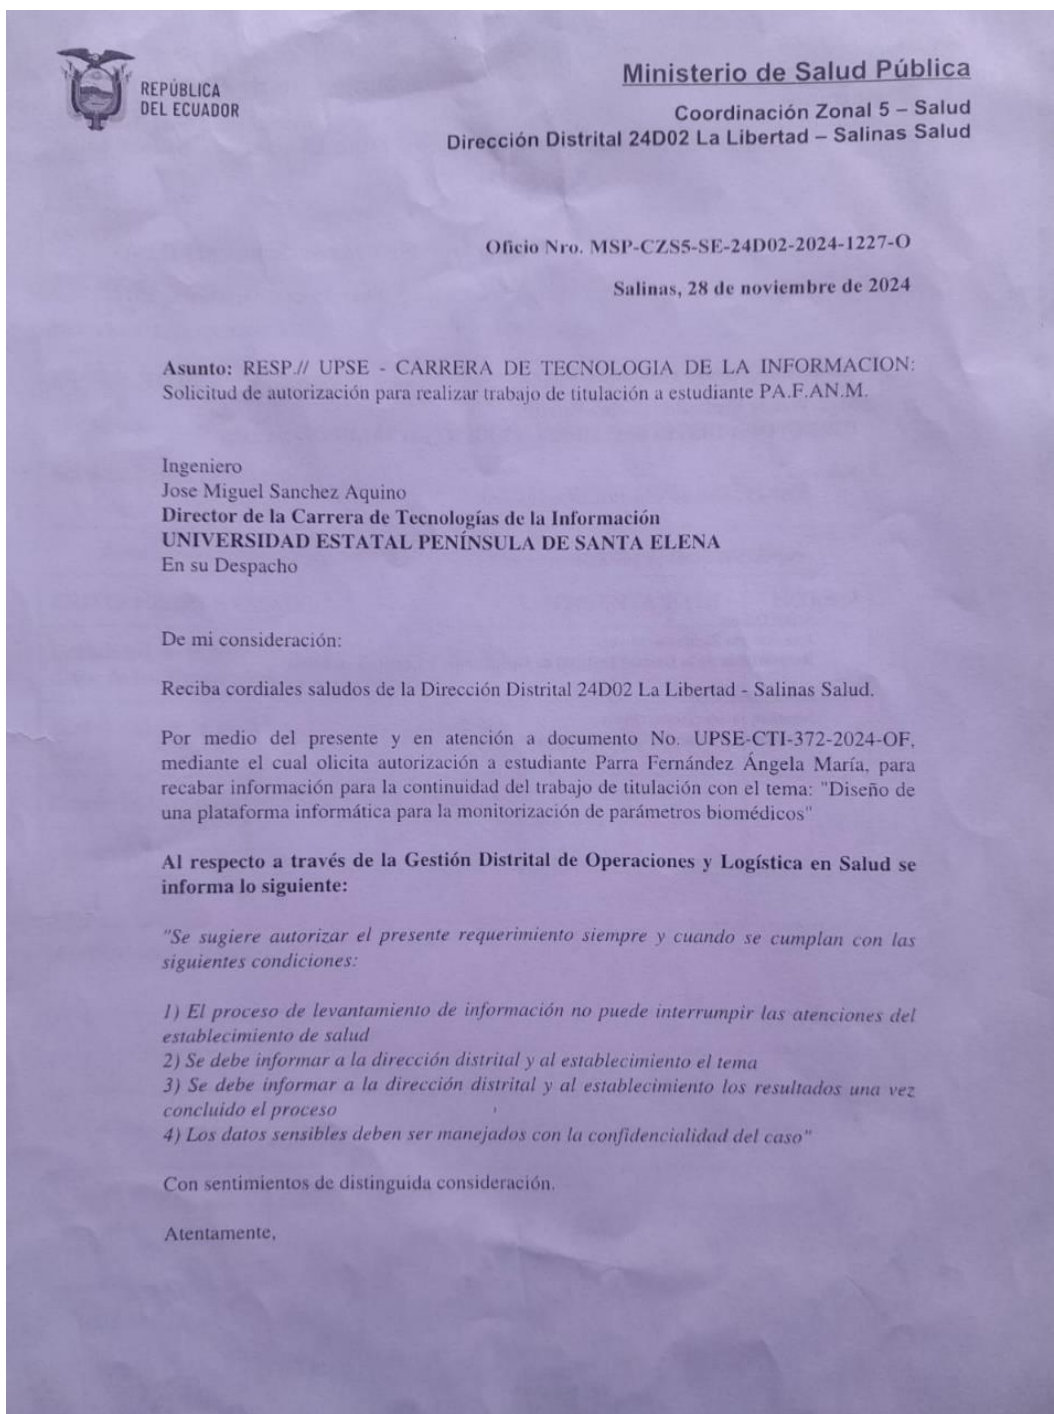 REPÚBLICA
DEL ECUADOR
Ministerio de Salud Pública
Coordinación Zonal 5 – Salud
Dirección Distrital 24D02 La Libertad – Salinas Salud
Oficio Nro. MSP-CZS5-SE-24D02-2024-1227-O
Salinas, 28 de noviembre de 2024
Asunto: RESP.// UPSE - CARRERA DE TECNOLOGIA DE LA INFORMACION:
Solicitud de autorización para realizar trabajo de titulación a estudiante PA.F.AN.M.
Ingeniero
Jose Miguel Sanchez Aquino
Director de la Carrera de Tecnologías de la Información
UNIVERSIDAD ESTATAL PENÍNSULA DE SANTA ELENA
En su Despacho
De mi consideración:
Reciba cordiales saludos de la Dirección Distrital 24D02 La Libertad - Salinas Salud.
Por medio del presente y en atención a documento No. UPSE-CTI-372-2024-OF,
mediante el cual olicita autorización a estudiante Parra Fernández Ángela María, para
recabar información para la continuidad del trabajo de titulación con el tema: "Diseño de
una plataforma informática para la monitorización de parámetros biomédicos"
Al respecto a través de la Gestión Distrital de Operaciones y Logística en Salud se
informa lo siguiente:
"Se sugiere autorizar el presente requerimiento siempre y cuando se cumplan con las
siguientes condiciones:
1) El proceso de levantamiento de información no puede interrumpir las atenciones del
establecimiento de salud
2) Se debe informar a la dirección distrital y al establecimiento el tema
3) Se debe informar a la dirección distrital y al establecimiento los resultados una vez
concluido el proceso
4) Los datos sensibles deben ser manejados con la confidencialidad del caso"
Con sentimientos de distinguida consideración.
Atentamente,